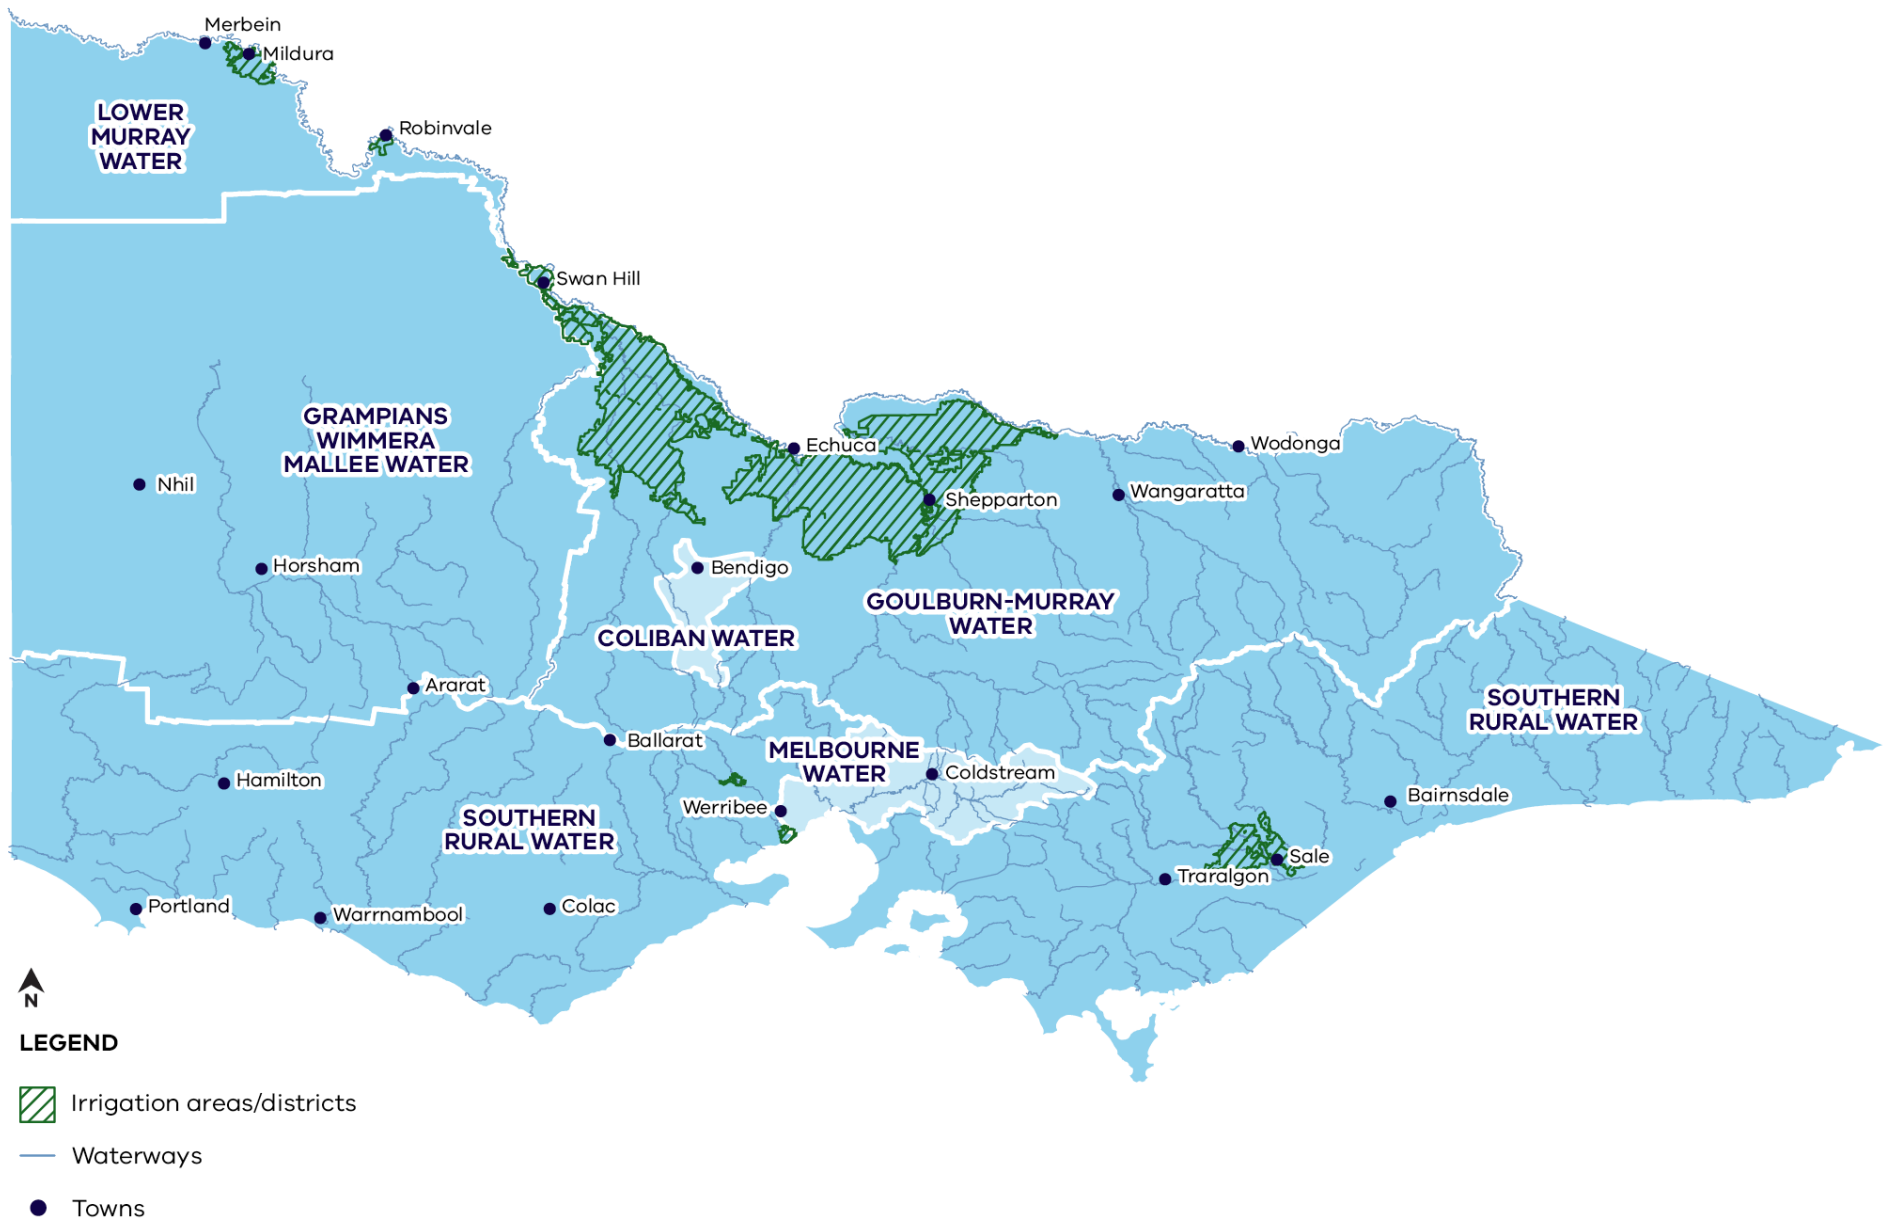 Merbein
Mildura
LOWER
MURRAY
WATER
Robinvale
Swan Hill
GRAMPIANS
WIMMERA
MALLEE WATER
Echuca
Wodonga
Nhil
Shepparton
Wangaratta
Horsham
Bendigo
GOULBURN-MURRAY
WATER
COLIBAN WATER
Ararat
SOUTHERN
RURAL WATER
Ballarat
MELBOURNE
WATER
Coldstream
Hamilton
Werribee
Bairnsdale
SOUTHERN
RURAL WATER
Sale
Traralgon
Portland
Warrnambool
Colac
N
LEGEND
Irrigation areas/districts
Waterways
Towns